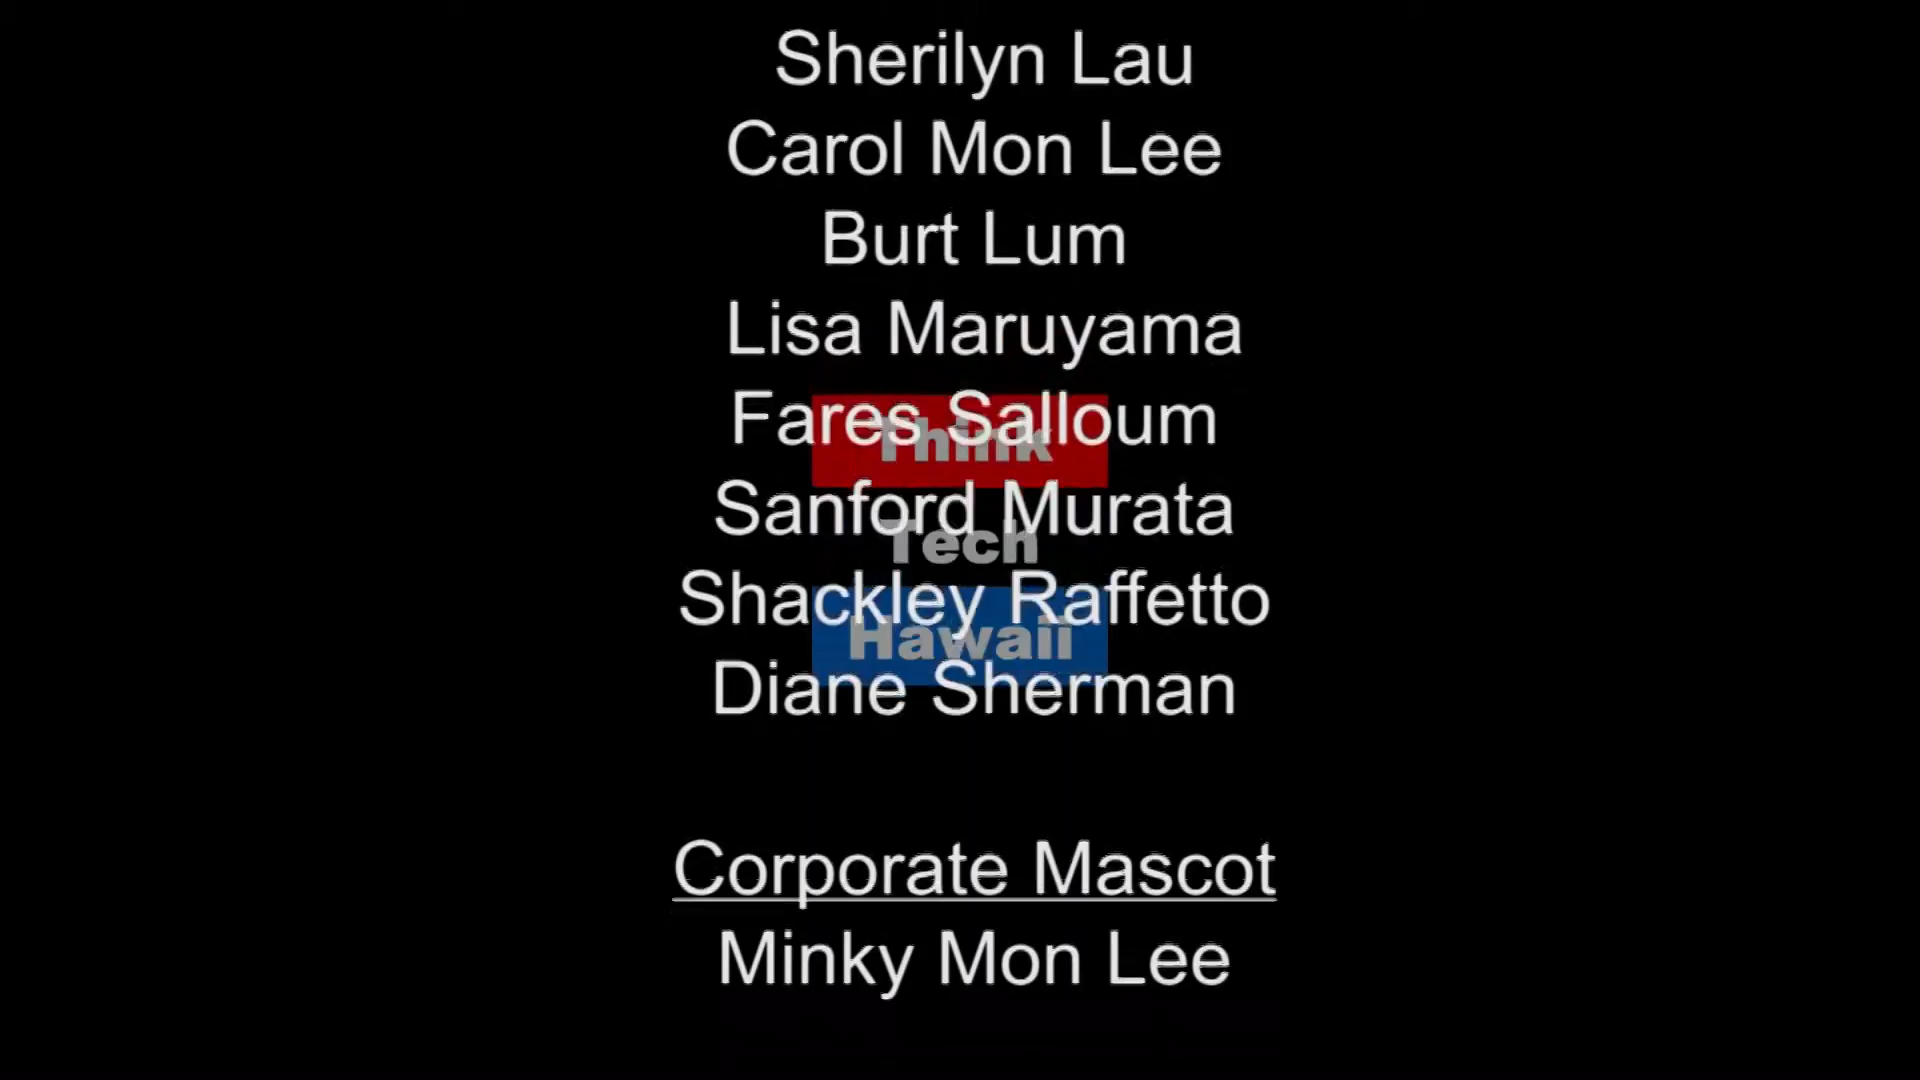 Sherilyn Lau
Carol Mon Lee
Burt Lum
Lisa Maruyama
Fares Salloum
Think
Sanford Murata
Tech
Shackley Raffetto
Hawaii
Diane Sherman
Corporate Mascot
Minky Mon Lee